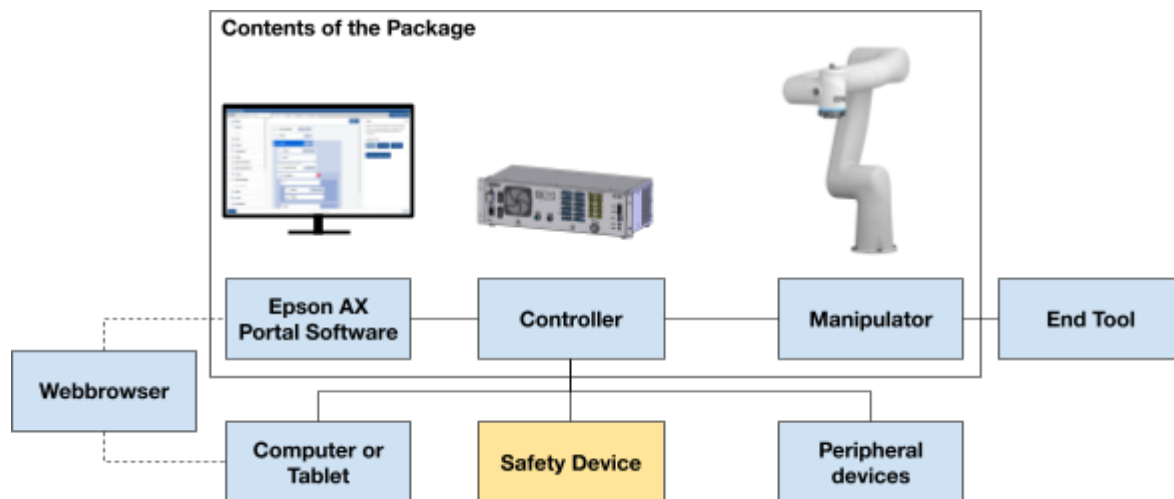 Contents of the Package
Epson AX
Portal Software
Controller
Manipulator
End Tool
Webbrowser
Computer or
Tablet
Safety Device
Peripheral
devices